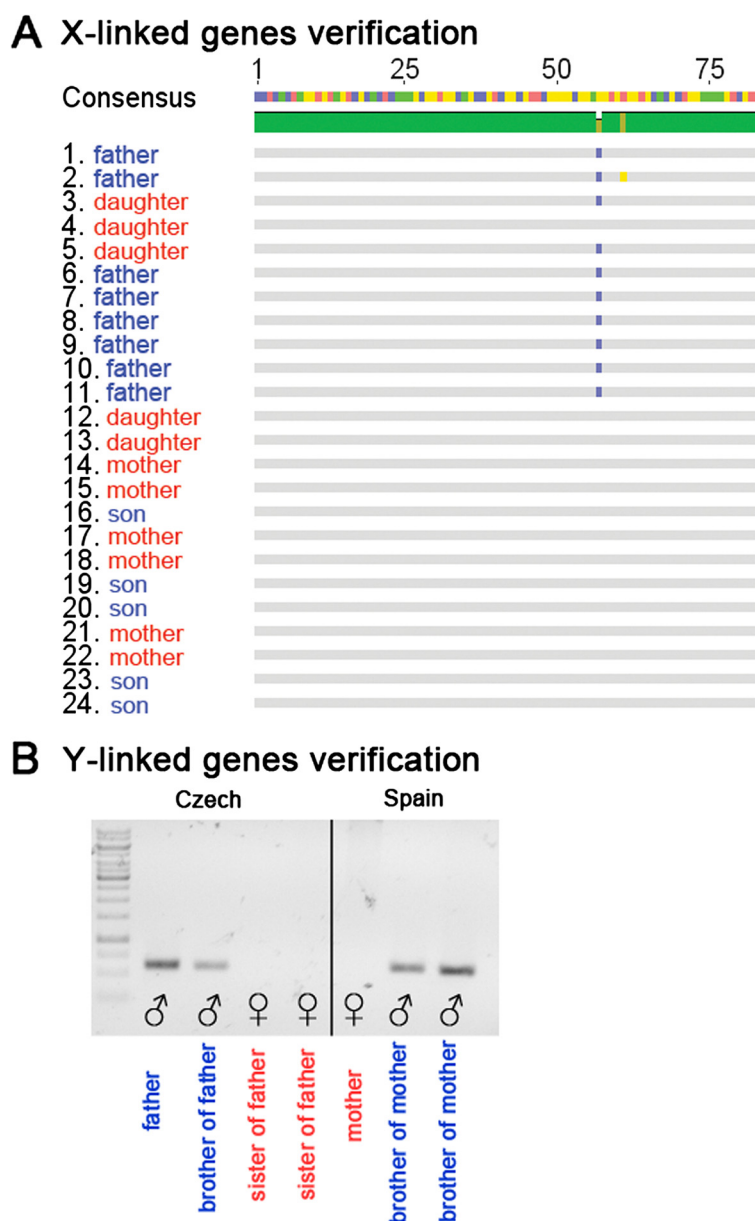 A X-linked genes verification
1 25 50 75
Consensus
1. father
2. father
3. daughter
4. daughter
5. daughter
6. father
7. father
8. father
9. father
10. father
11. father
12. daughter
13. daughter
14. mother
15. mother
16. son
17. mother
18. mother
19. son
20. son
21. mother
22. mother
23. son
24. son
B Y-linked genes verification
Czech Spain
♂ ♂ ♀ ♀ ♀ ♂ ♂
father
brother of father
sister of father
sister of father
mother
brother of mother
brother of mother